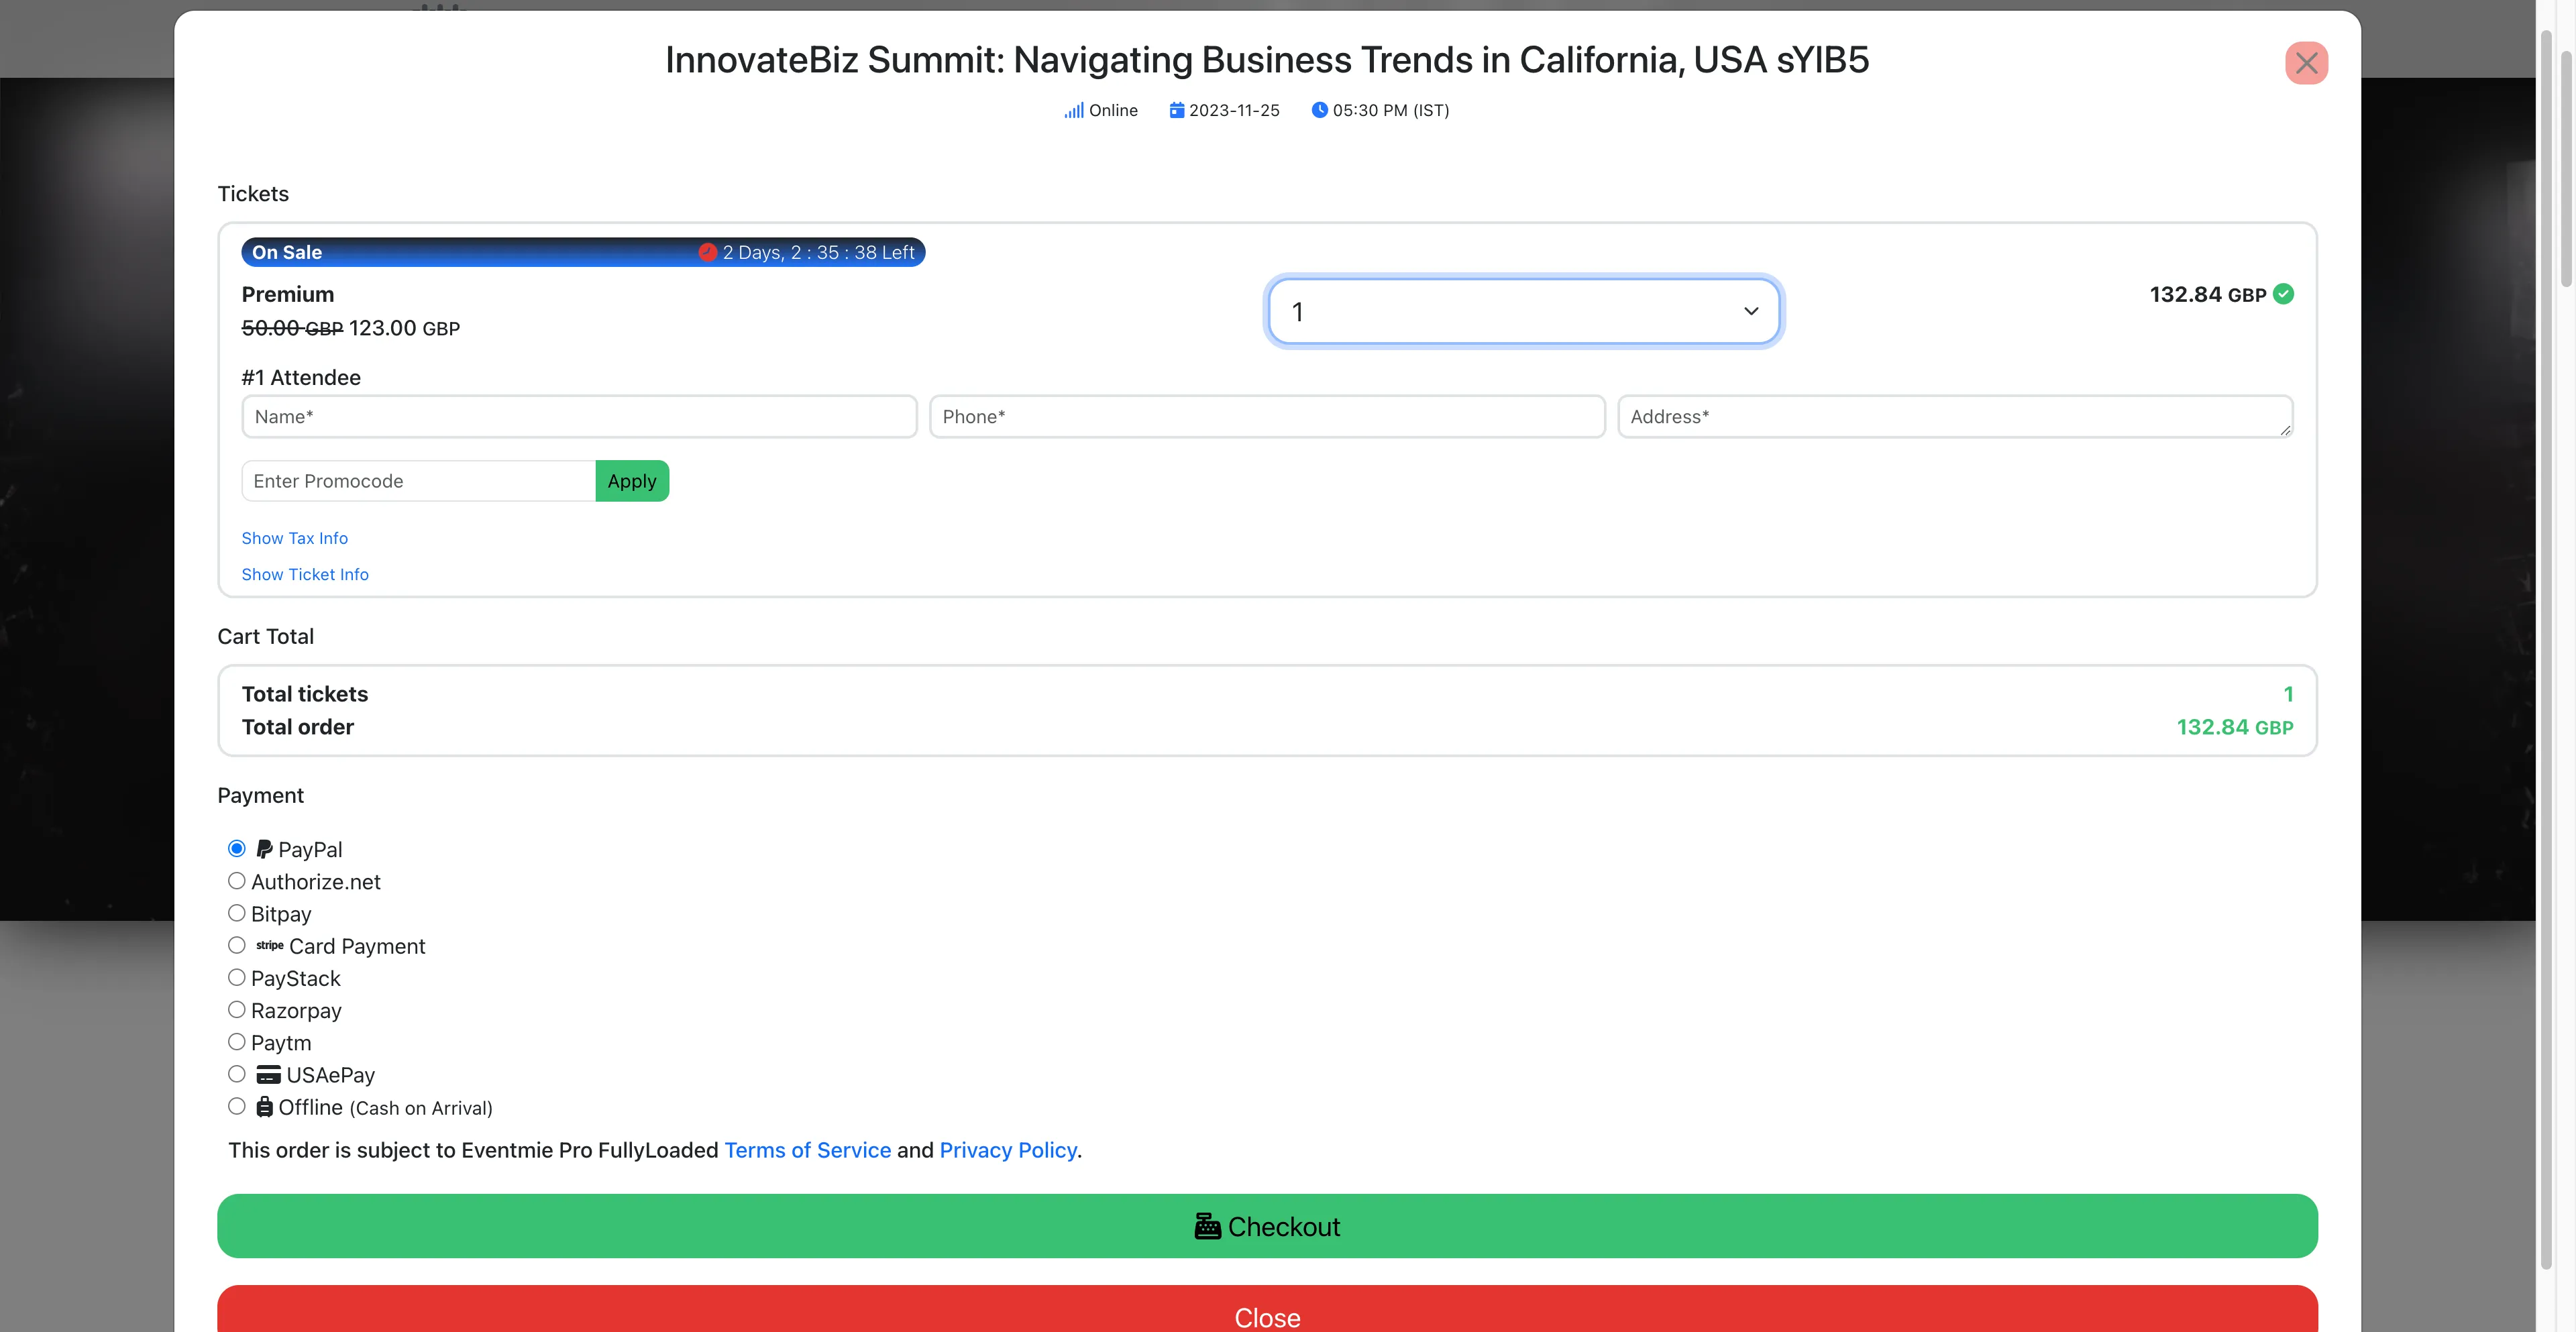 InnovateBiz Summit: Navigating Business Trends in California, USA sYIB5
Online 2023-11-25 05:30 PM (IST)
Tickets
On Sale 2 Days, 2 : 35 : 38 Left
Premium
50.00 GBP 123.00 GBP
1
132.84 GBP
#1 Attendee
Name* Phone* Address*
Enter Promocode Apply
Show Tax Info
Show Ticket Info
Cart Total
Total tickets 1
Total order 132.84 GBP
Payment
PayPal
Authorize.net
Bitpay
stripe Card Payment
PayStack
Razorpay
Paytm
USAePay
Offline (Cash on Arrival)
This order is subject to Eventmie Pro FullyLoaded Terms of Service and Privacy Policy.
Checkout
Close